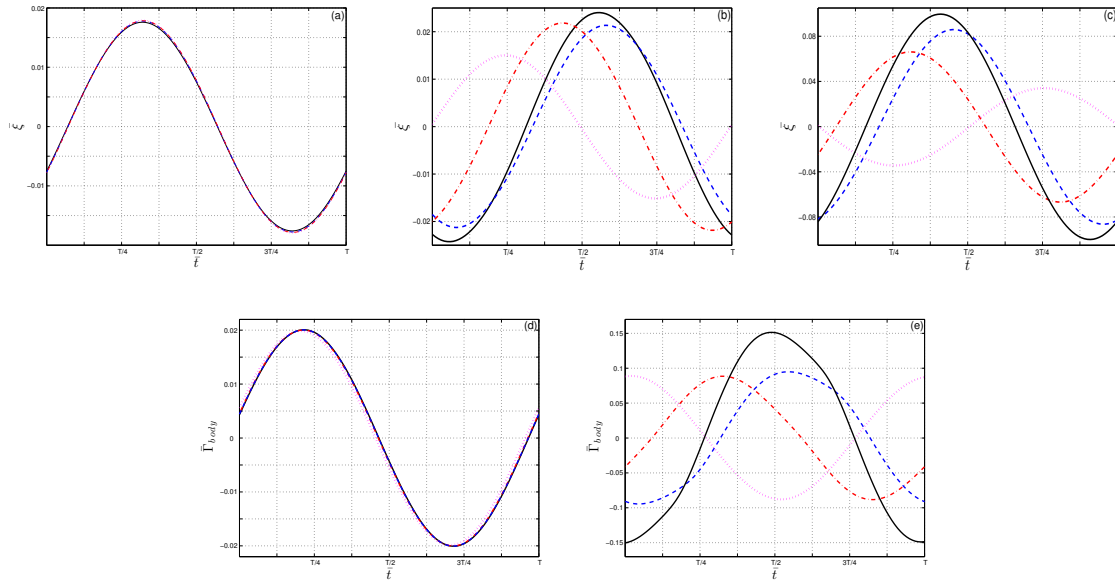 (a)
0.02
0.01
0
−0.01
ξ̄
T/4
T/2
3T/4
T
t̄
(b)
0.02
0.01
0
−0.01
−0.02
ξ̄
T/4
T/2
3T/4
T
t̄
(c)
0.08
0.04
0
−0.04
−0.08
ξ̄
T/4
T/2
3T/4
t̄
(d)
0.02
0.01
0
−0.01
−0.02
Γ̄body
T/4
T/2
3T/4
T
t̄
(e)
0.15
0.1
0.05
0
−0.05
−0.1
−0.15
Γ̄body
T/4
T/2
3T/4
T
t̄